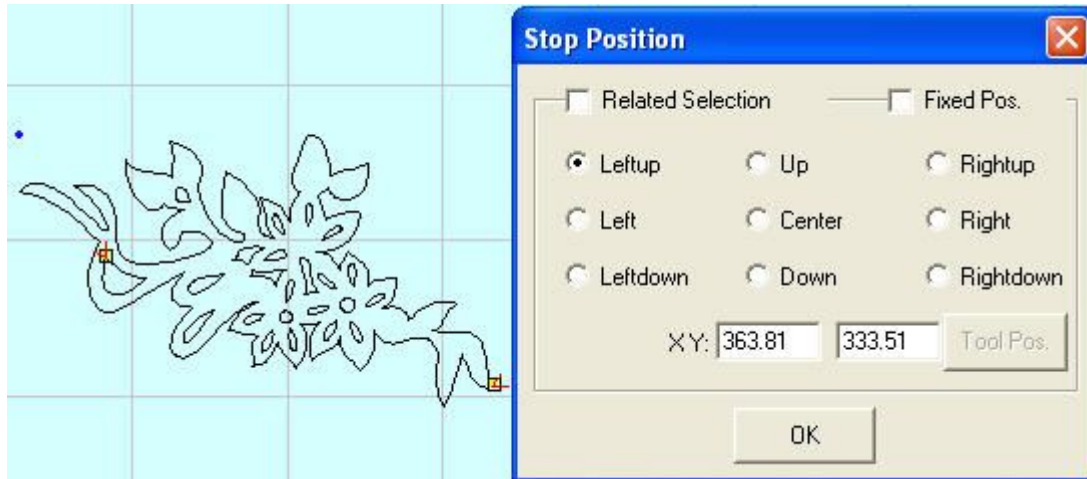 Stop Position
Related Selection Fixed Pos.
Leftup Up Rightup
Left Center Right
Leftdown Down Rightdown
X Y: 363.81 333.51 Tool Pos.
OK